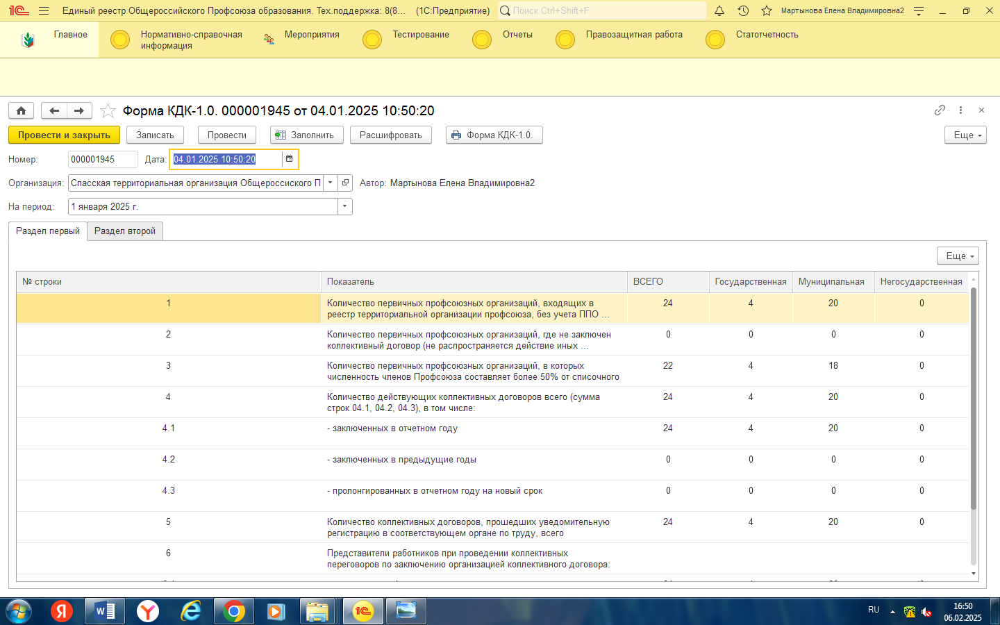 Единый реестр Общероссийского Профсоюза образования. Тех.поддержка: 8(8... (1С:Предприятие) Поиск Ctrl+Shift+F Мартынова Елена Владимировна2
Главное Нормативно-справочная информация Мероприятия Тестирование Отчеты Правозащитная работа Статотчетность
Форма КДК-1.0. 000001945 от 04.01.2025 10:50:20
Провести и закрыть Записать Провести Заполнить Расшифровать Форма КДК-1.0. Еще
Номер: 000001945 Дата: 04.01.2025 10:50:20
Организация: Спасская территориальная организация Общероссиского П Автор: Мартынова Елена Владимировна2
На период: 1 января 2025 г.
Раздел первый Раздел второй
Еще
№ строки Показатель ВСЕГО Государственная Муниципальная Негосударственная
1 Количество первичных профсоюзных организаций, входящих в 24 4 20 0
реестр территориальной организации профсоюза, без учета ППО ...
2 Количество первичных профсоюзных организаций, где не заключен 0 0 0 0
коллективный договор (не распространяется действие иных ...
3 Количество первичных профсоюзных организаций, в которых 22 4 18 0
численность членов Профсоюза составляет более 50% от списочного
4 Количество действующих коллективных договоров всего (сумма 24 4 20 0
строк 04.1, 04.2, 04.3), в том числе:
4.1 - заключенных в отчетном году 24 4 20 0
4.2 - заключенных в предыдущие годы 0 0 0 0
4.3 - пролонгированных в отчетном году на новый срок 0 0 0 0
5 Количество коллективных договоров, прошедших уведомительную 24 4 20 0
регистрацию в соответствующем органе по труду, всего
6 Представители работников при проведении коллективных
переговоров по заключению организацией коллективного договора:
RU 16:50
06.02.2025